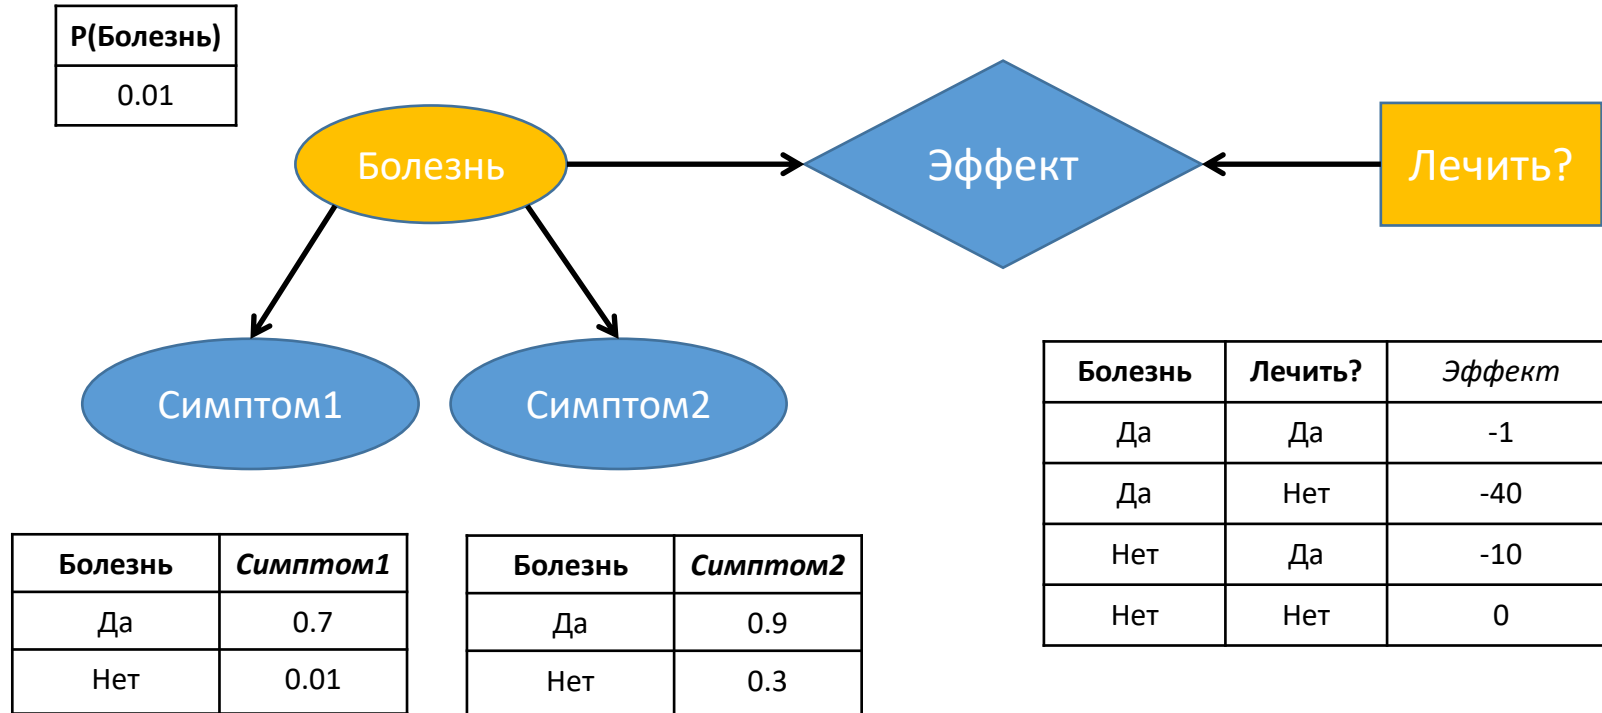 P(Болезнь)
0.01
Болезнь
Эффект
Лечить?
Симптом1
Симптом2
Болезнь Лечить? Эффект
Да Да -1
Да Нет -40
Нет Да -10
Нет Нет 0
Болезнь Симптом1
Да 0.7
Нет 0.01
Болезнь Симптом2
Да 0.9
Нет 0.3